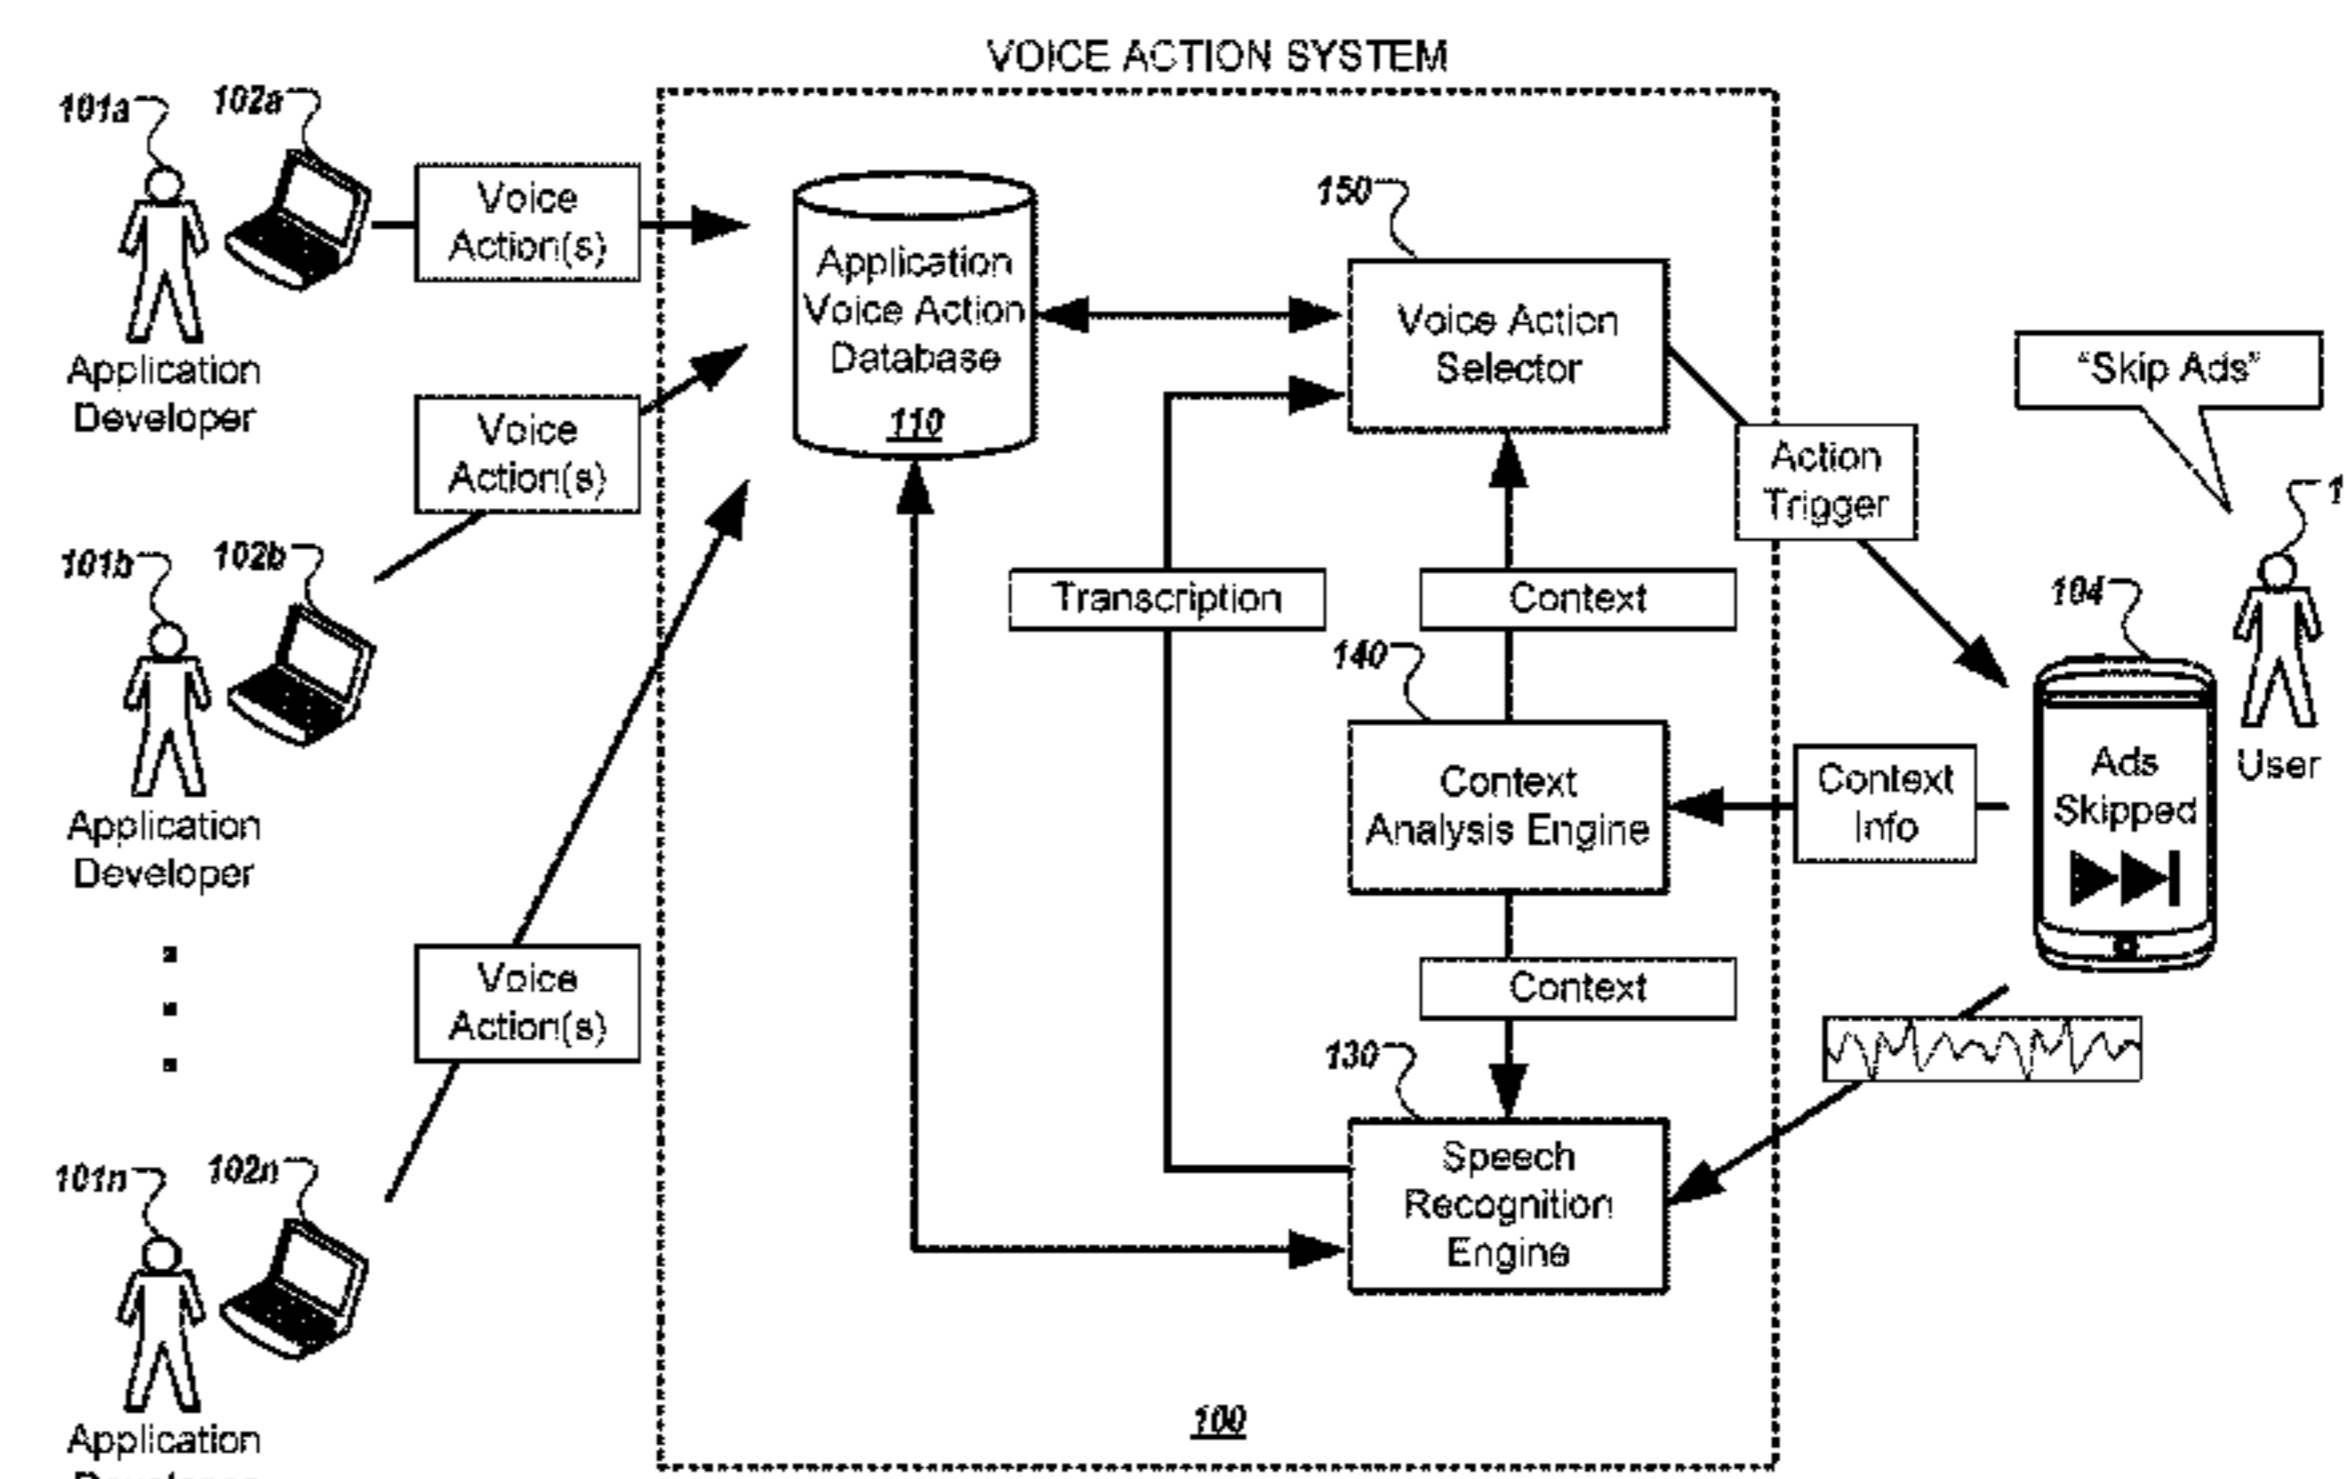 VOICE ACTION SYSTEM
101a
102a
Voice
Action(s)
Application
Developer
Application
Voice Action
Database
110
150
Voice Action
Selector
"Skip Ads"
Action
Trigger
Voice
Action(s)
101b
102b
Application
Developer
Transcription
Context
140
Context
Analysis Engine
Context
Info
104
1
User
Ads
Skipped
Voice
Action(s)
Context
130
Speech
Recognition
Engine
101n
102n
Application
100